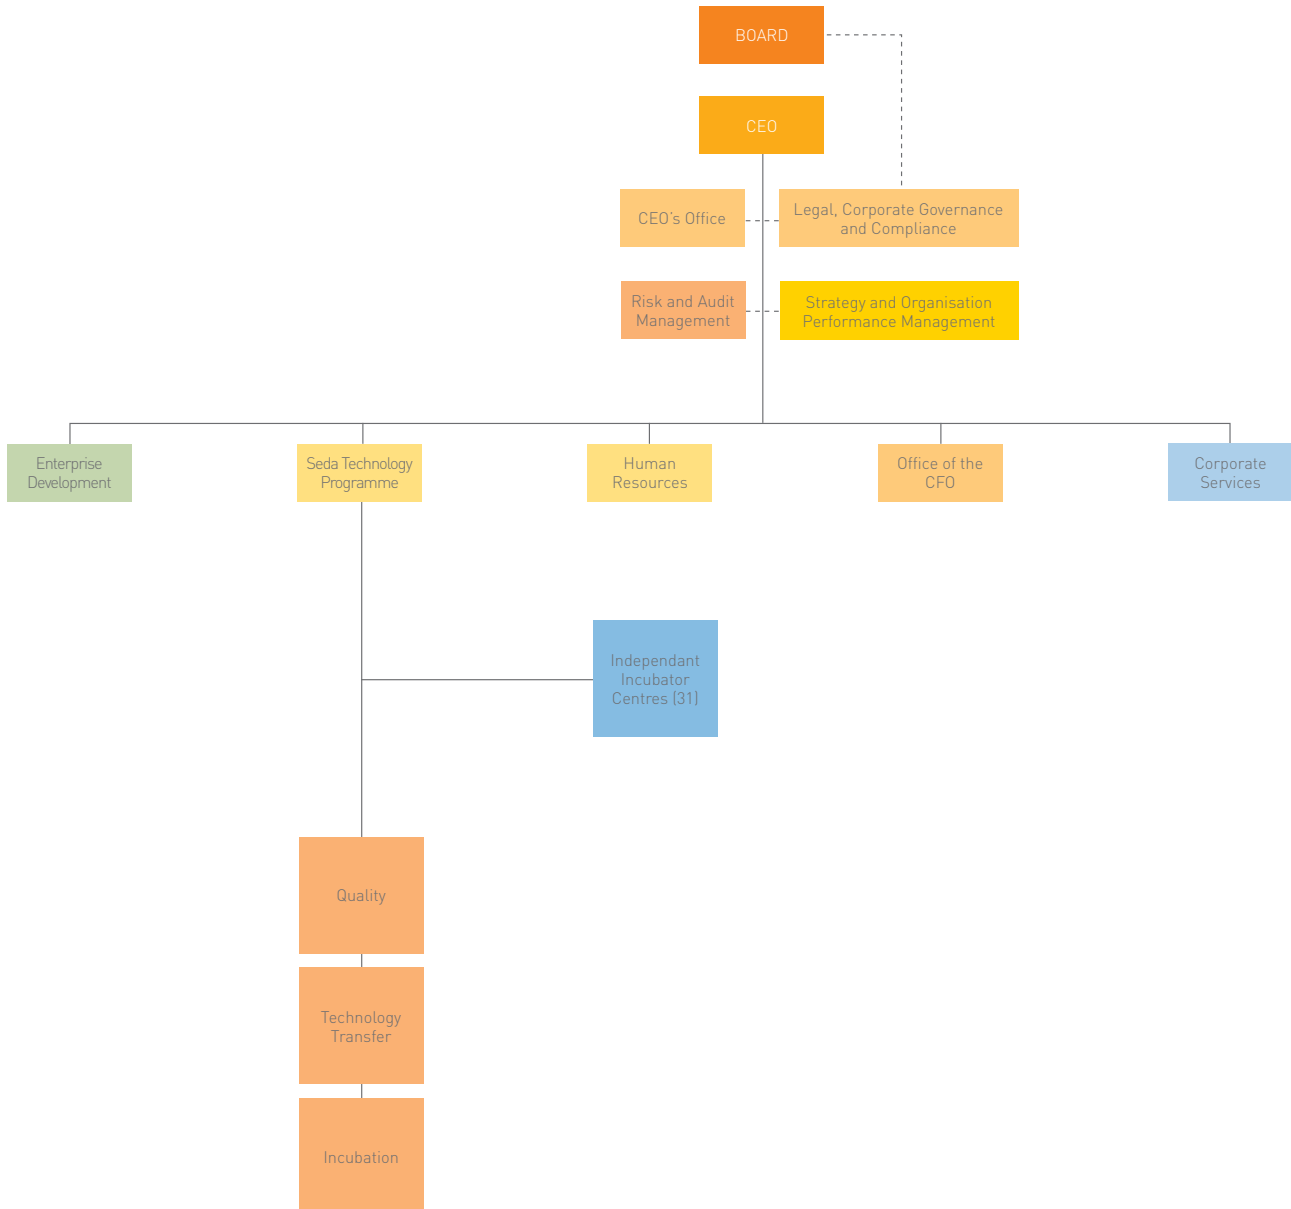 BOARD
CEO
CEO's Office
Legal, Corporate Governance
and Compliance
Risk and Audit
Management
Strategy and Organisation
Performance Management
Enterprise
Development
Seda Technology
Programme
Human
Resources
Office of the
CFO
Corporate
Services
Independant
Incubator
Centres (31)
Quality
Technology
Transfer
Incubation